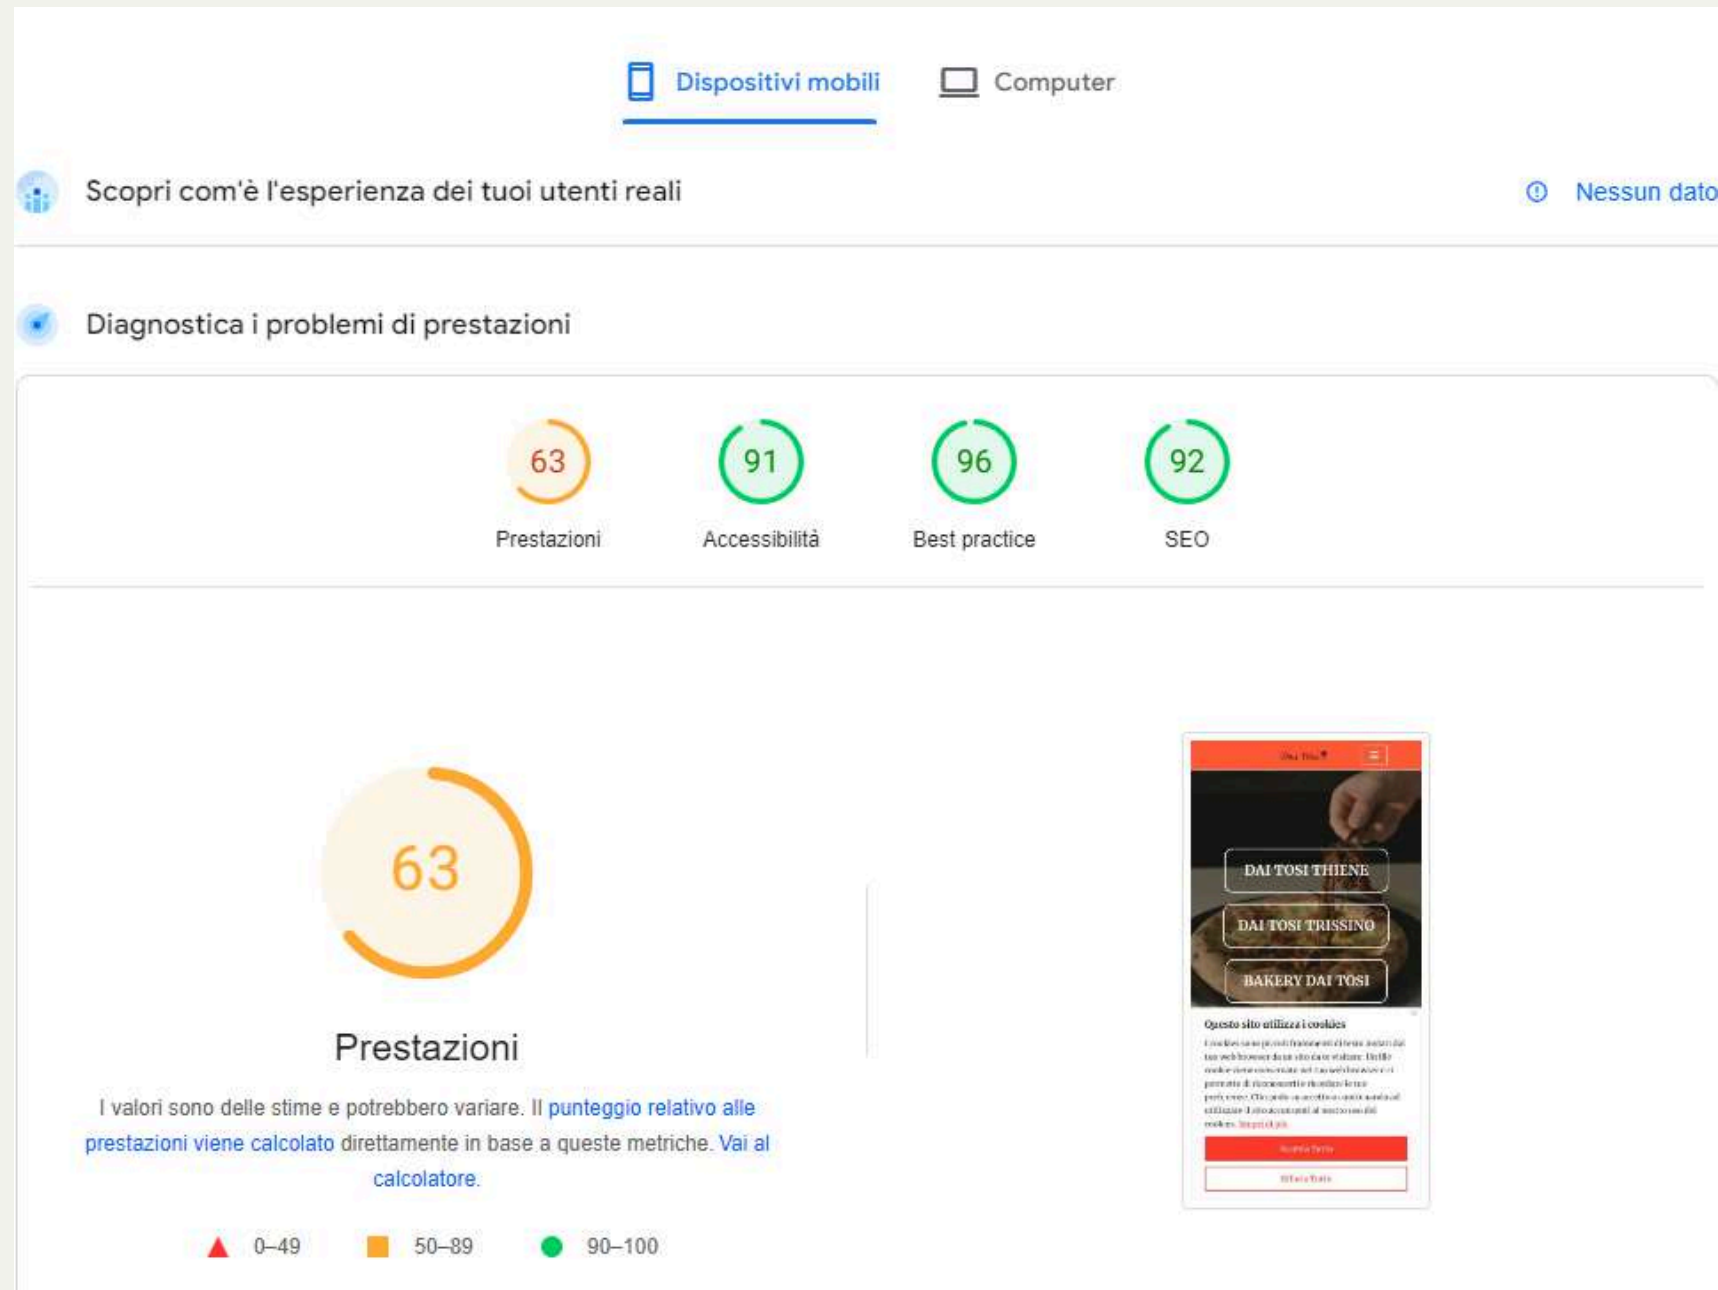 Dispositivi mobili
Computer
Scopri com'è l'esperienza dei tuoi utenti reali
Nessun dato
Diagnostica i problemi di prestazioni
63
91
96
92
Prestazioni
Accessibilità
Best practice
SEO
63
Prestazioni
I valori sono delle stime e potrebbero variare. Il punteggio relativo alle
prestazioni viene calcolato direttamente in base a queste metriche. Vai al
calcolatore.
0–49
50–89
90–100
DAI TOSI THIENE
DAI TOSI TRISSINO
BAKERY DAI TOSI
Questo sito utilizza i cookies